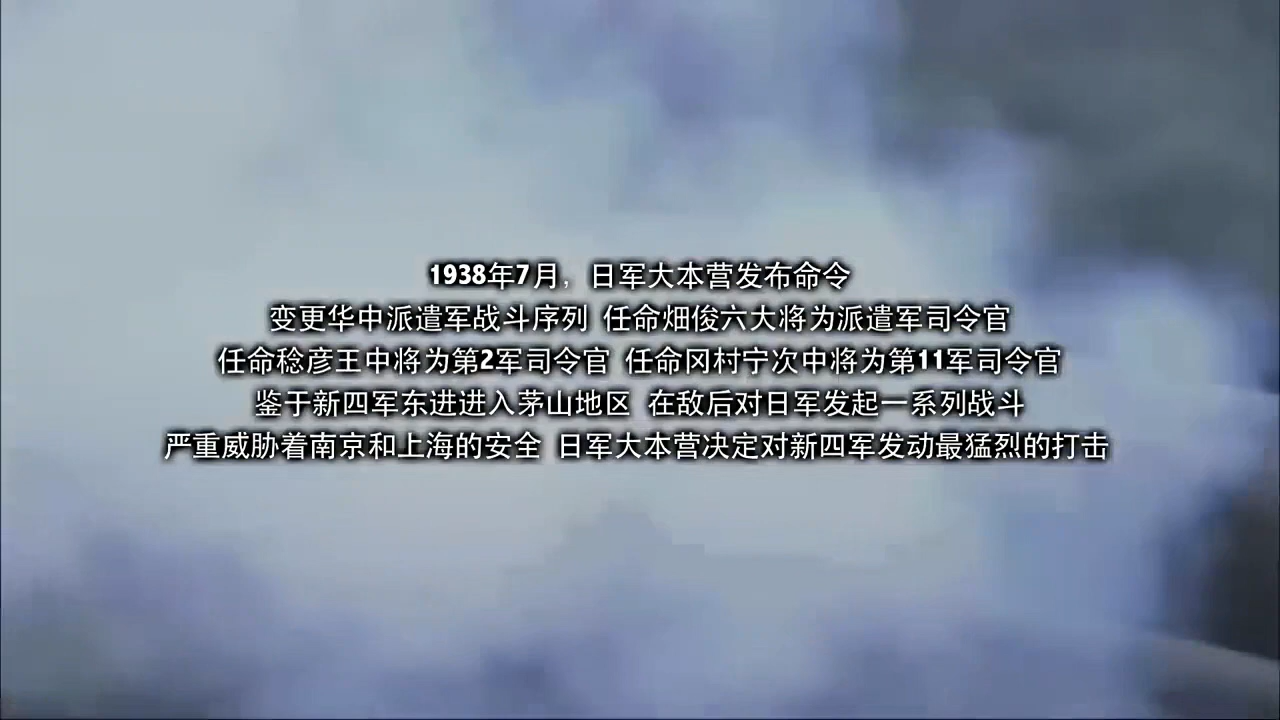 1938年7月，日军大本营发布命令
变更华中派遣军战斗序列 任命畑俊六大将为派遣军司令官
任命稔彦王中将为第2军司令官 任命冈村宁次中将为第11军司令官
鉴于新四军东进进入茅山地区 在敌后对日军发起一系列战斗
严重威胁着南京和上海的安全 日军大本营决定对新四军发动最猛烈的打击